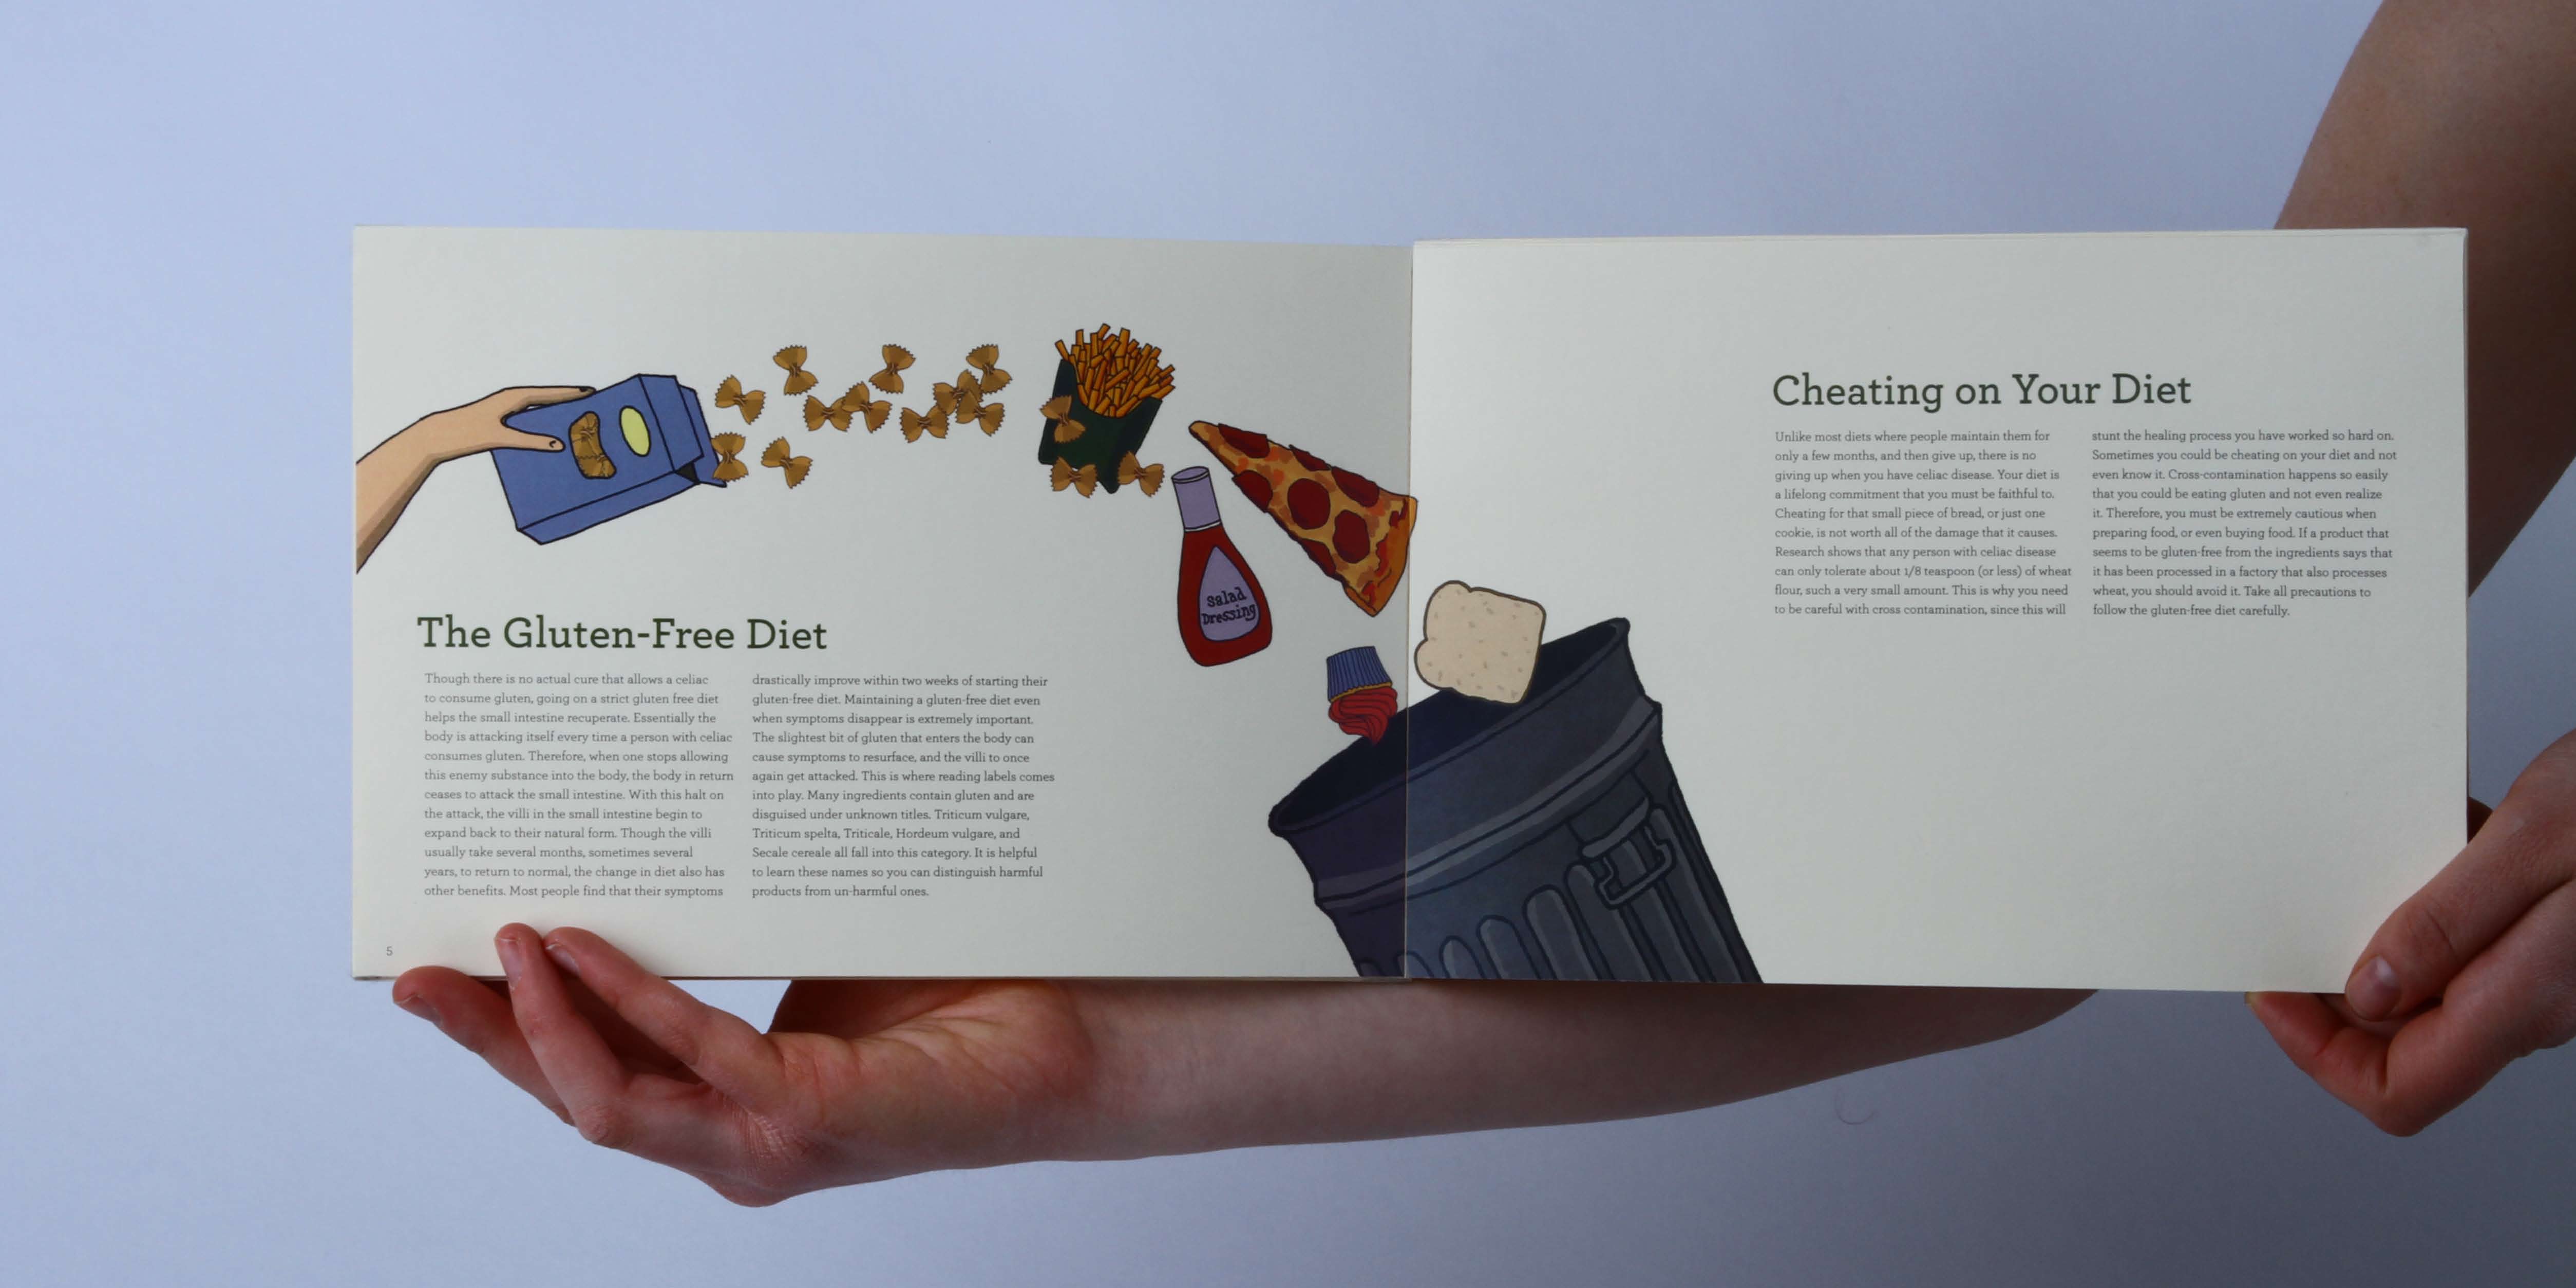 Salad
Dressing
The Gluten-Free Diet
Though there is no actual cure that allows a celiac
to consume gluten, going on a strict gluten free diet
helps the small intestine recuperate. Essentially the
body is attacking itself every time a person with celiac
consumes gluten. Therefore, when one stops allowing
this enemy substance into the body, the body in return
ceases to attack the small intestine. With this halt on
the attack, the villi in the small intestine begin to
expand back to their natural form. Though the villi
usually take several months, sometimes several
years, to return to normal, the change in diet also has
other benefits. Most people find that their symptoms
drastically improve within two weeks of starting their
gluten-free diet. Maintaining a gluten-free diet even
when symptoms disappear is extremely important.
The slightest bit of gluten that enters the body can
cause symptoms to resurface, and the villi to once
again get attacked. This is where reading labels comes
into play. Many ingredients contain gluten and are
disguised under unknown titles. Triticum vulgare,
Triticum spelta, Triticale, Hordeum vulgare, and
Secale cereale all fall into this category. It is helpful
to learn these names so you can distinguish harmful
products from un-harmful ones.
5
Cheating on Your Diet
Unlike most diets where people maintain them for
only a few months, and then give up, there is no
giving up when you have celiac disease. Your diet is
a lifelong commitment that you must be faithful to.
Cheating for that small piece of bread, or just one
cookie, is not worth all of the damage that it causes.
Research shows that any person with celiac disease
can only tolerate about 1/8 teaspoon (or less) of wheat
flour, such a very small amount. This is why you need
to be careful with cross contamination, since this will
stunt the healing process you have worked so hard on.
Sometimes you could be cheating on your diet and not
even know it. Cross-contamination happens so easily
that you could be eating gluten and not even realize
it. Therefore, you must be extremely cautious when
preparing food, or even buying food. If a product that
seems to be gluten-free from the ingredients says that
it has been processed in a factory that also processes
wheat, you should avoid it. Take all precautions to
follow the gluten-free diet carefully.